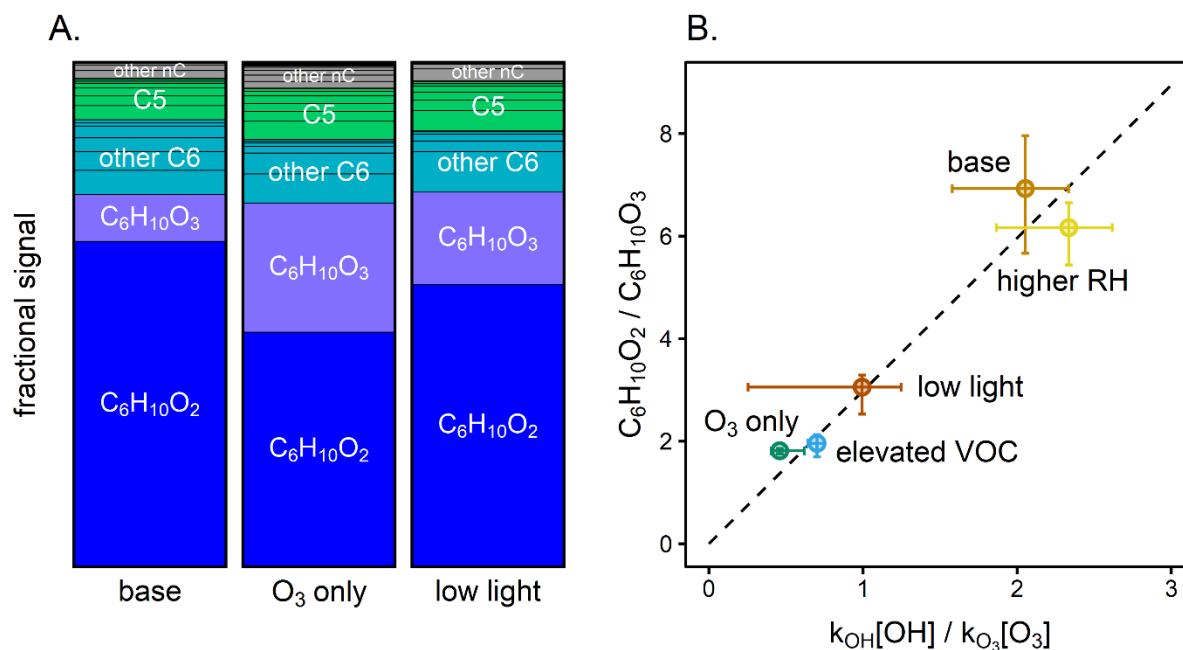 A.
fractional signal
other nC
C5
other C6
C₆H₁₀O₃
C₆H₁₀O₂
base
other nC
C5
other C6
C₆H₁₀O₃
C₆H₁₀O₂
O₃ only
other nC
C5
other C6
C₆H₁₀O₃
C₆H₁₀O₂
low light
B.
C₆H₁₀O₂ / C₆H₁₀O₃
8
6
4
2
0
base
higher RH
low light
O₃ only
elevated VOC
0 1 2 3
k_OH[OH] / k_O₃[O₃]